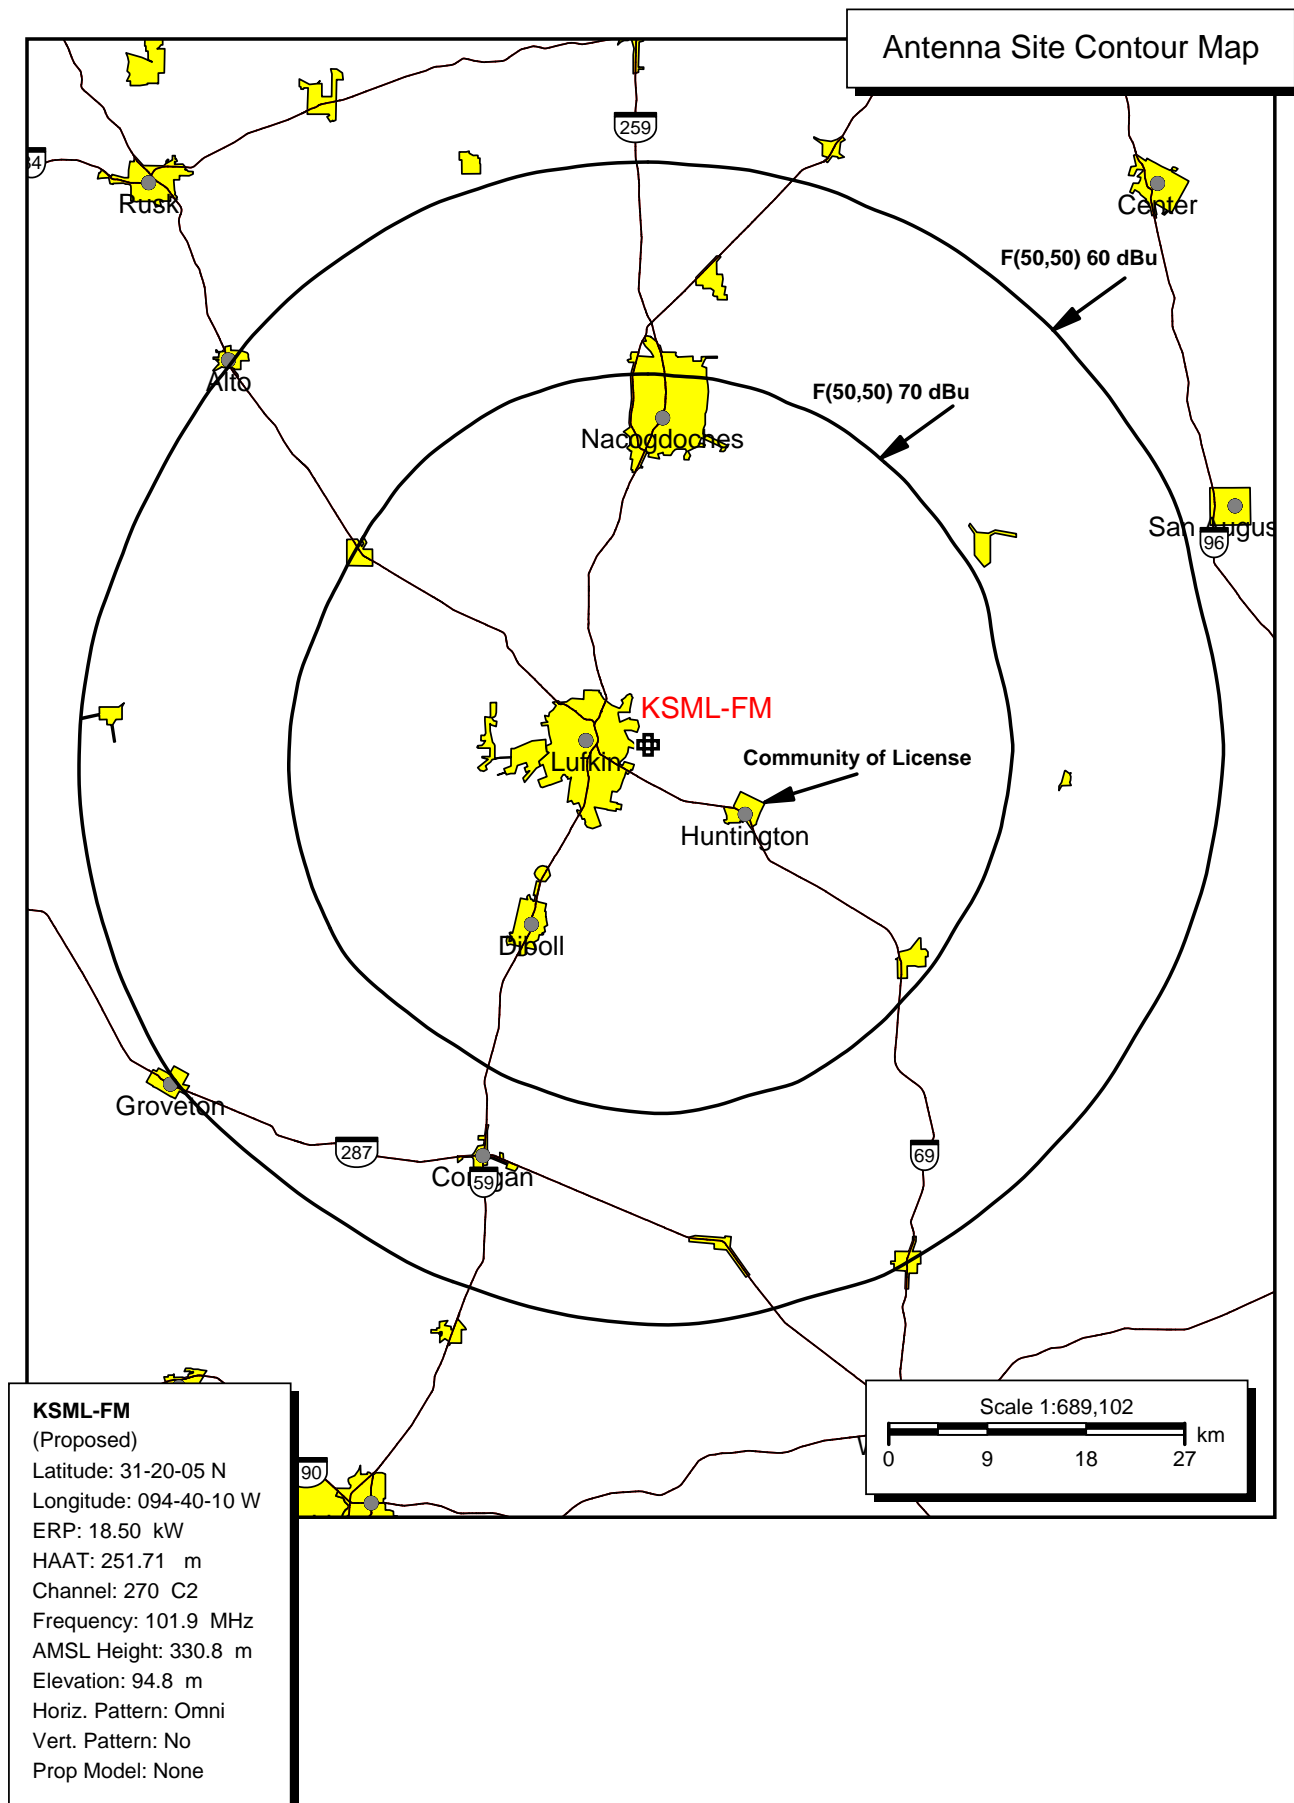 Antenna Site Contour Map
259
84
Rusk
Center
F(50,50) 60 dBu
Alto
F(50,50) 70 dBu
Nacogdoches
San Augus
96
KSML-FM
Lufkin
Community of License
Huntington
Diboll
Groveton
287
69
Corrigan
59
KSML-FM
(Proposed)
Latitude: 31-20-05 N
Longitude: 094-40-10 W
ERP: 18.50 kW
HAAT: 251.71 m
Channel: 270 C2
Frequency: 101.9 MHz
AMSL Height: 330.8 m
Elevation: 94.8 m
Horiz. Pattern: Omni
Vert. Pattern: No
Prop Model: None
90
Scale 1:689,102
km
0 9 18 27